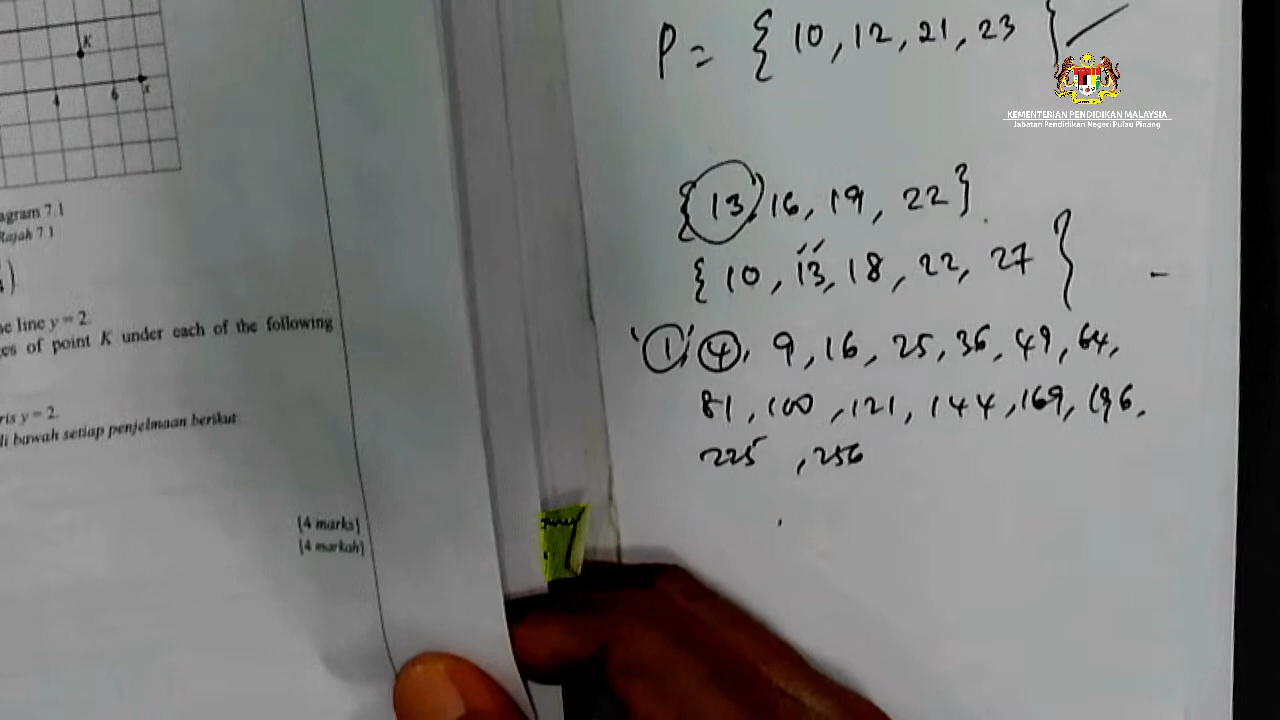 K
4
6
x
agram 7.1
Rajah 7.1
ne line y = 2.
es of point K under each of the following
ris y = 2.
di bawah setiap penjelmaan berikut
[4 marks]
[4 markah]
P = { 10, 12, 21, 23 }
KEMENTERIAN PENDIDIKAN MALAYSIA
Jabatan Pendidikan Negeri Pulau Pinang
{ 13, 16, 19, 22 }
{ 10, 13, 18, 22, 27 }
1, 4, 9, 16, 25, 36, 49, 64,
81, 100, 121, 144, 169, 196,
225, 256